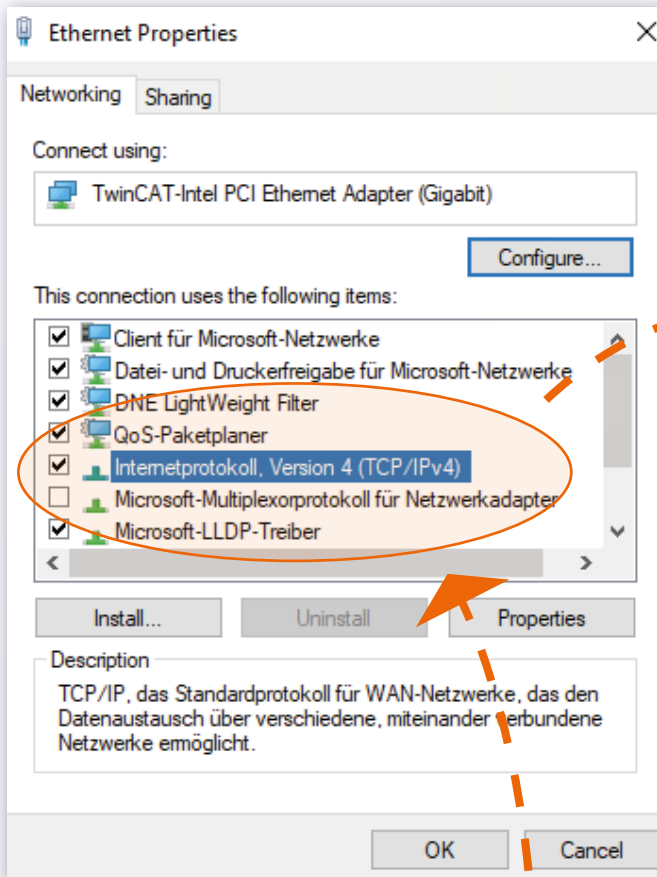 Ethernet Properties
Networking
Sharing
Connect using:
TwinCAT-Intel PCI Ethernet Adapter (Gigabit)
Configure...
This connection uses the following items:
Client für Microsoft-Netzwerke
Datei- und Druckerfreigabe für Microsoft-Netzwerke
DNE LightWeight Filter
QoS-Paketplaner
Internetprotokoll, Version 4 (TCP/IPv4)
Microsoft-Multiplexorprotokoll für Netzwerkadapter
Microsoft-LLDP-Treiber
Install...
Uninstall
Properties
Description
TCP/IP, das Standardprotokoll für WAN-Netzwerke, das den
Datenaustausch über verschiedene, miteinander verbundene
Netzwerke ermöglicht.
OK
Cancel